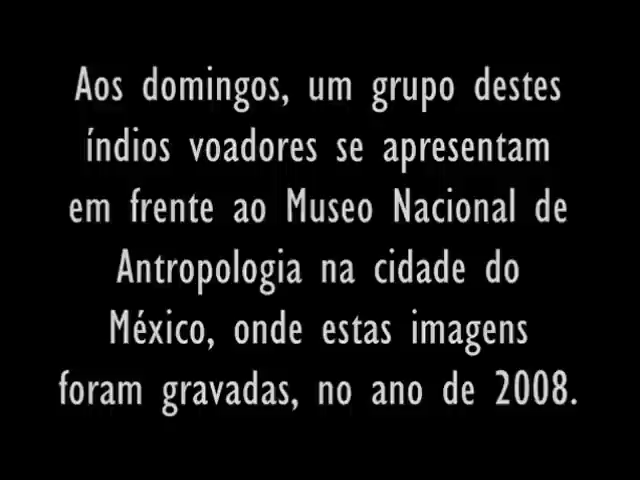 Aos domingos, um grupo destes
índios voadores se apresentam
em frente ao Museo Nacional de
Antropologia na cidade do
México, onde estas imagens
foram gravadas, no ano de 2008.